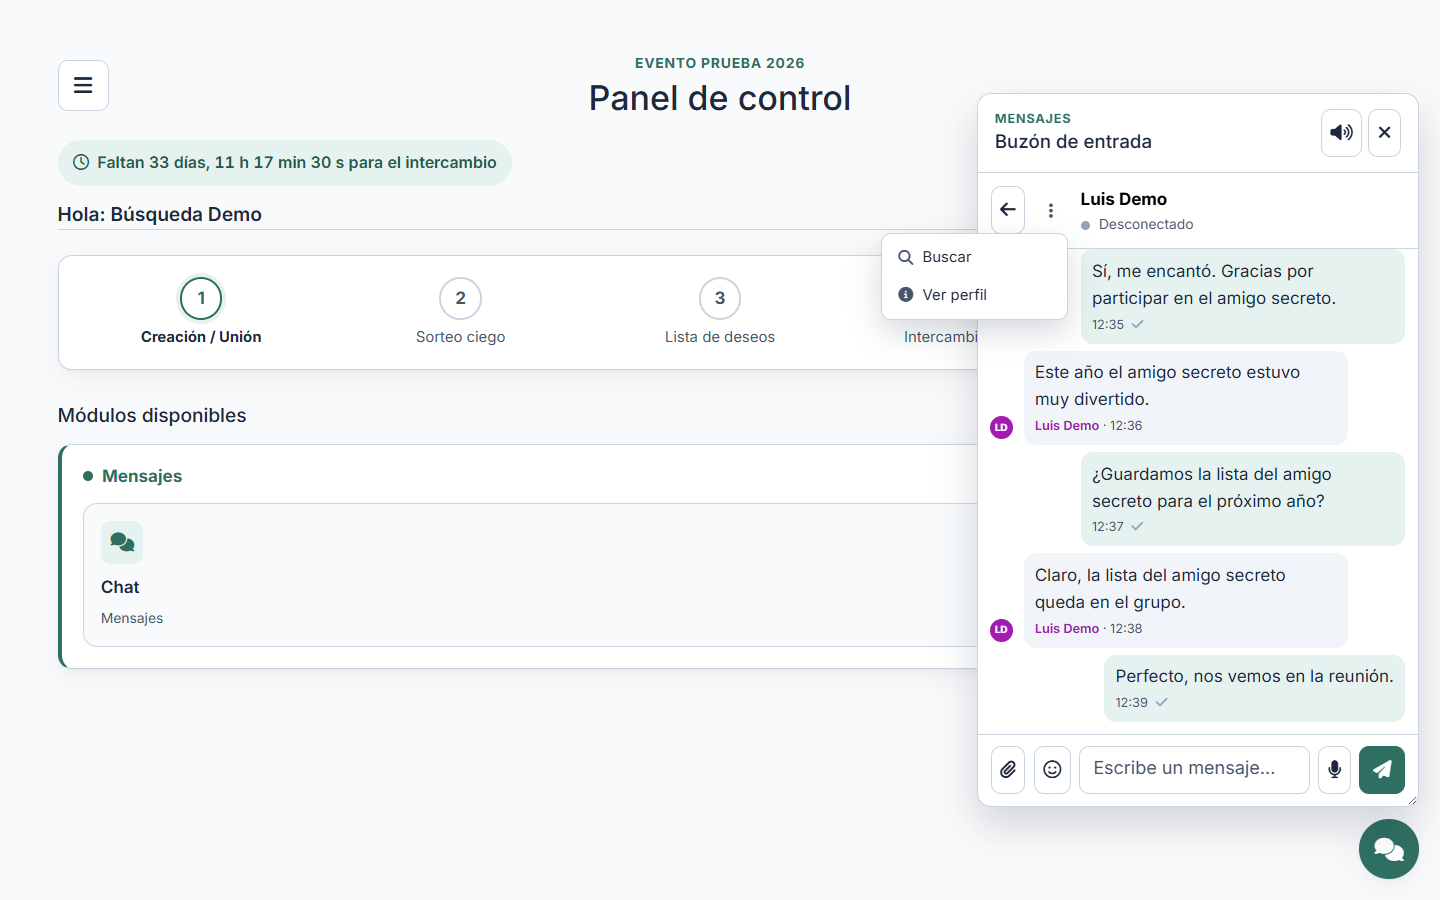 EVENTO PRUEBA 2026
Panel de control
Faltan 33 días, 11 h 17 min 30 s para el intercambio
Hola: Búsqueda Demo
1
Creación / Unión
2
Sorteo ciego
3
Lista de deseos
Módulos disponibles
Mensajes
Chat
Mensajes
MENSAJES
Buzón de entrada
Luis Demo
Desconectado
Buscar
Ver perfil
Sí, me encantó. Gracias por
participar en el amigo secreto.
12:35
Este año el amigo secreto estuvo
muy divertido.
LD
Luis Demo · 12:36
¿Guardamos la lista del amigo
secreto para el próximo año?
12:37
Claro, la lista del amigo secreto
queda en el grupo.
LD
Luis Demo · 12:38
Perfecto, nos vemos en la reunión.
12:39
Escribe un mensaje...